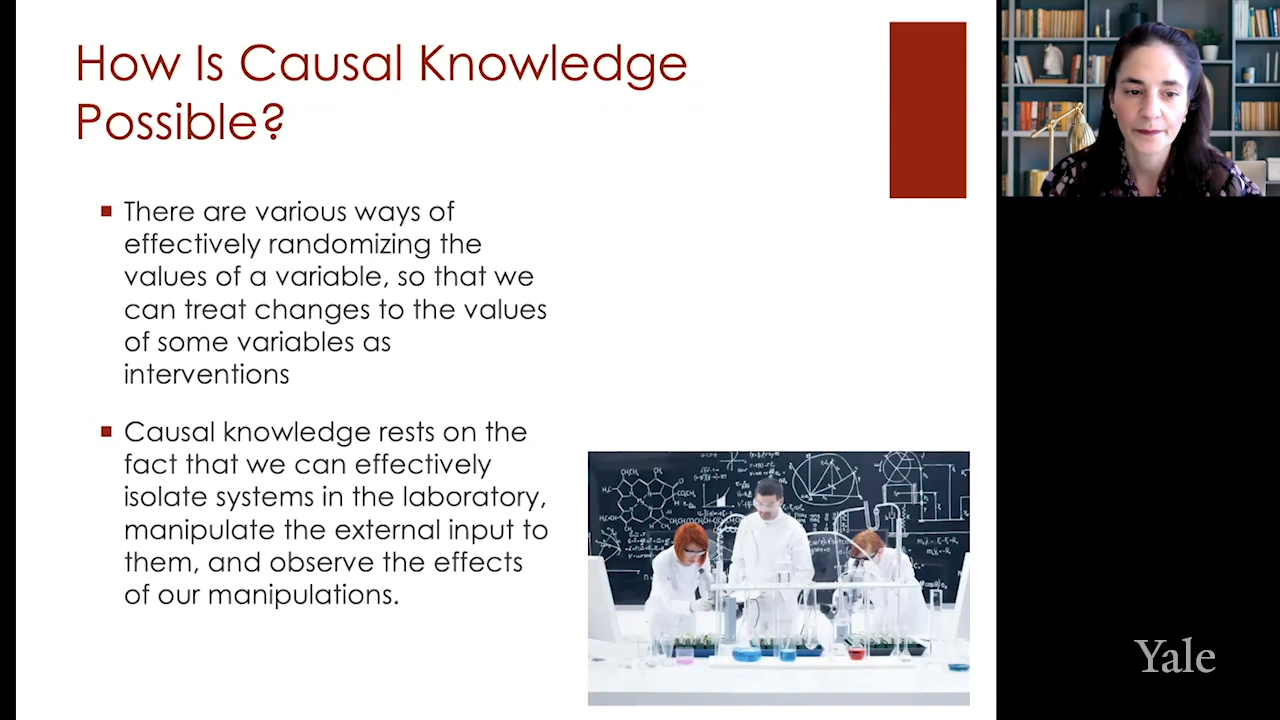 How Is Causal Knowledge
Possible?
There are various ways of
effectively randomizing the
values of a variable, so that we
can treat changes to the values
of some variables as
interventions
Causal knowledge rests on the
fact that we can effectively
isolate systems in the laboratory,
manipulate the external input to
them, and observe the effects
of our manipulations.
Yale